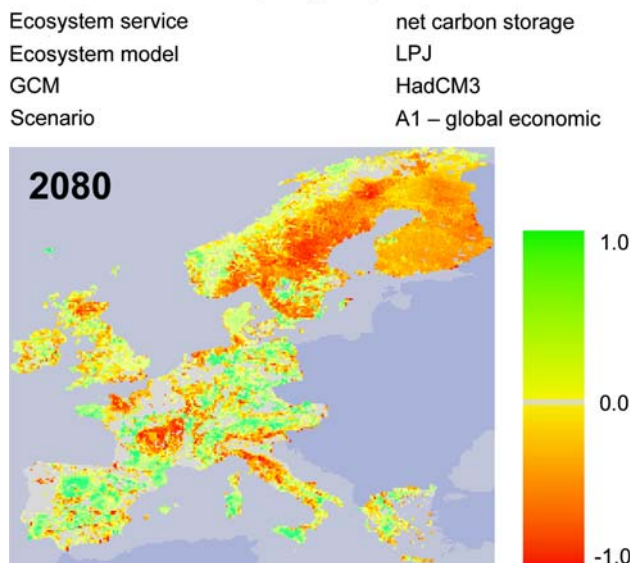 Ecosystem service net carbon storage
Ecosystem model LPJ
GCM HadCM3
Scenario A1 – global economic
2080
1.0
0.0
-1.0